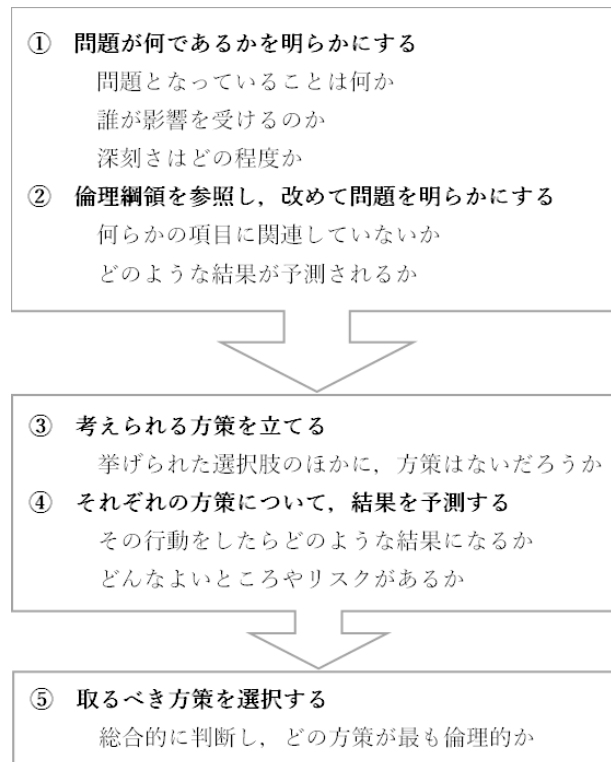 ① 問題が何であるかを明らかにする
問題となっていることは何か
誰が影響を受けるのか
深刻さはどの程度か
② 倫理綱領を参照し，改めて問題を明らかにする
何らかの項目に関連していないか
どのような結果が予測されるか
③ 考えられる方策を立てる
挙げられた選択肢のほかに，方策はないだろうか
④ それぞれの方策について，結果を予測する
その行動をしたらどのような結果になるか
どんなよいところやリスクがあるか
⑤ 取るべき方策を選択する
総合的に判断し，どの方策が最も倫理的か